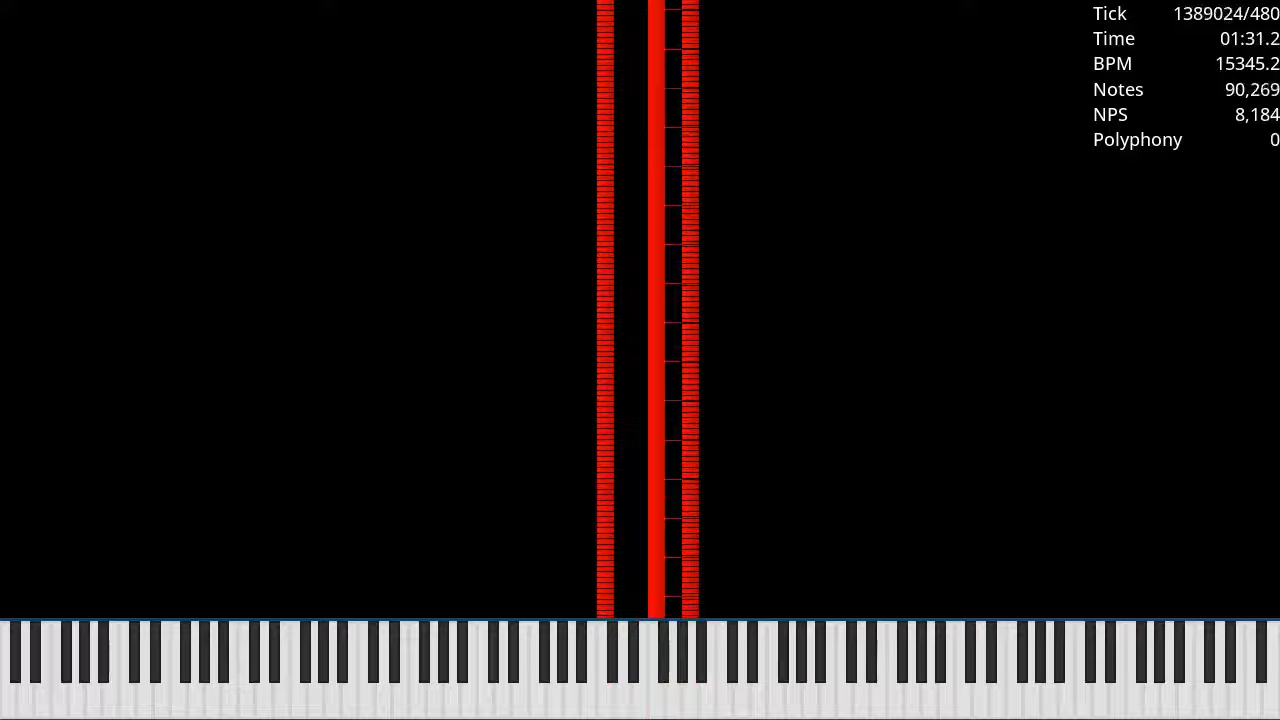 Tick 1389024/480
Time 01:31.2
BPM 15345.2
Notes 90,269
NPS 8,184
Polyphony 0